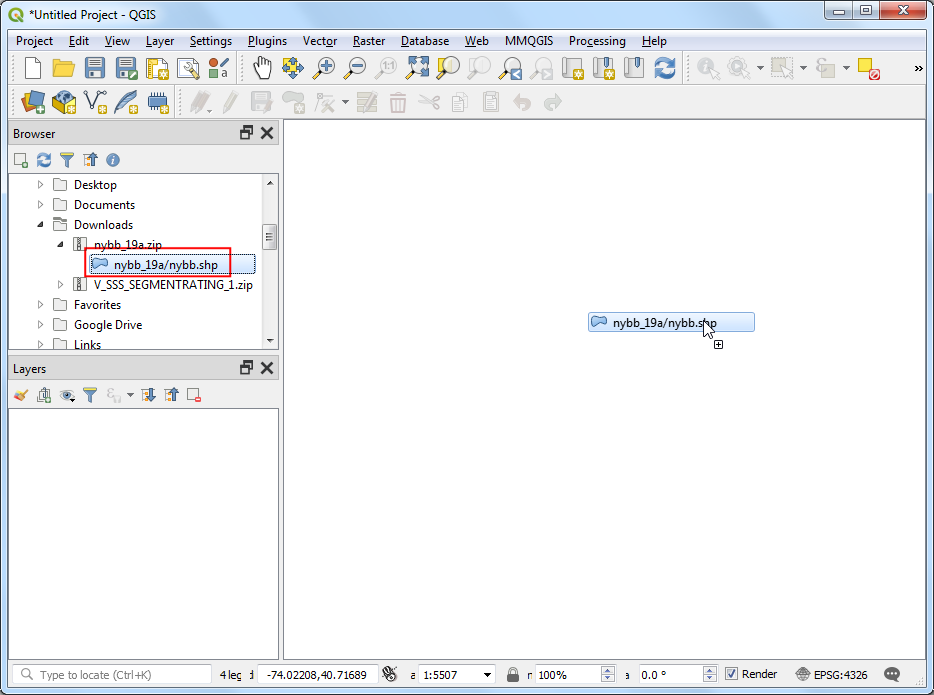 *Untitled Project - QGIS
Project Edit View Layer Settings Plugins Vector Raster Database Web MMQGIS Processing Help
1:1
a
»
Browser
Desktop
Documents
Downloads
nybb_19a.zip
nybb_19a/nybb.shp
V_SSS_SEGMENTRATING_1.zip
Favorites
Google Drive
Links
nybb_19a/nybb.shp
Layers
Type to locate (Ctrl+K) 4 leg d -74.02208,40.71689 a 1:5507 r 100% a 0.0 ° Render EPSG:4326